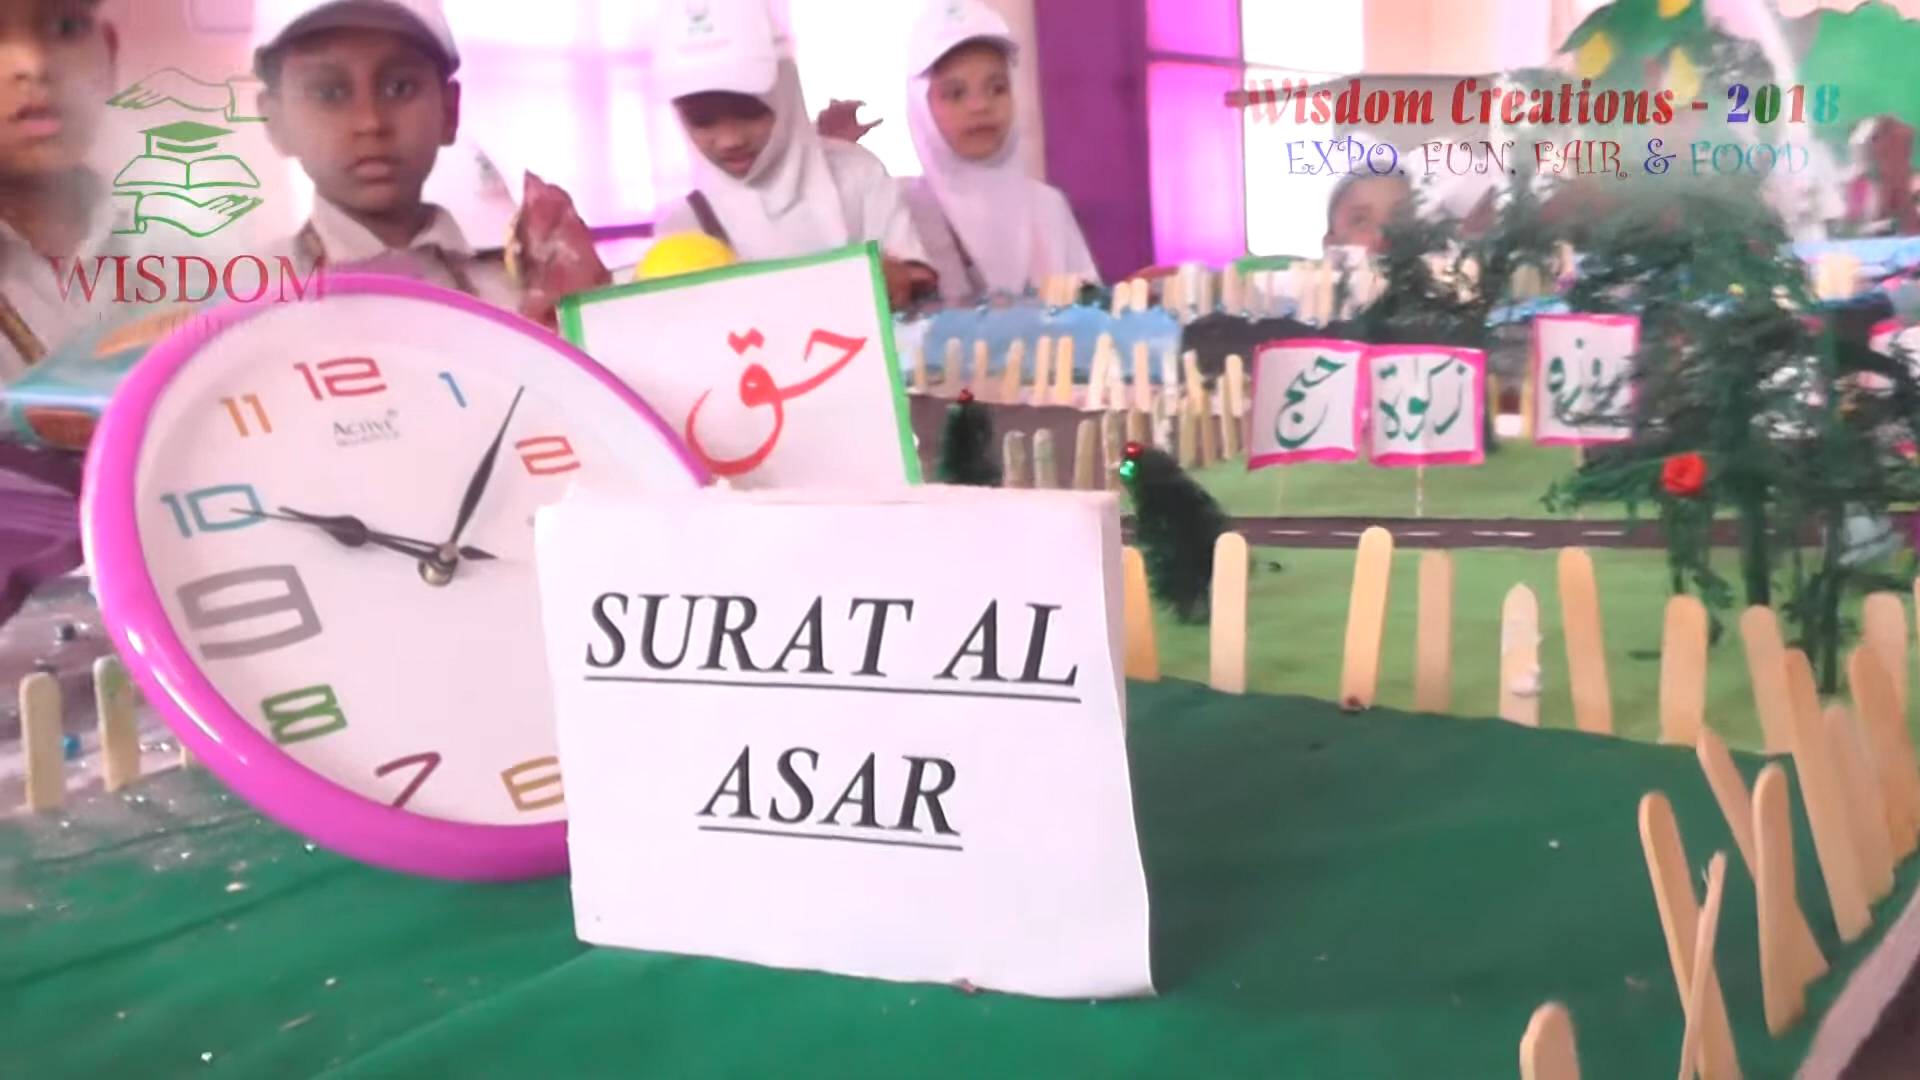 WISDOM
Wisdom Creations - 2018
EXPO, FUN, FAIR & FOOD
12
1
2
11
10
9
8
7
6
ACTIVE
حق
حج
زکوٰۃ
روزہ
SURAT AL
ASAR